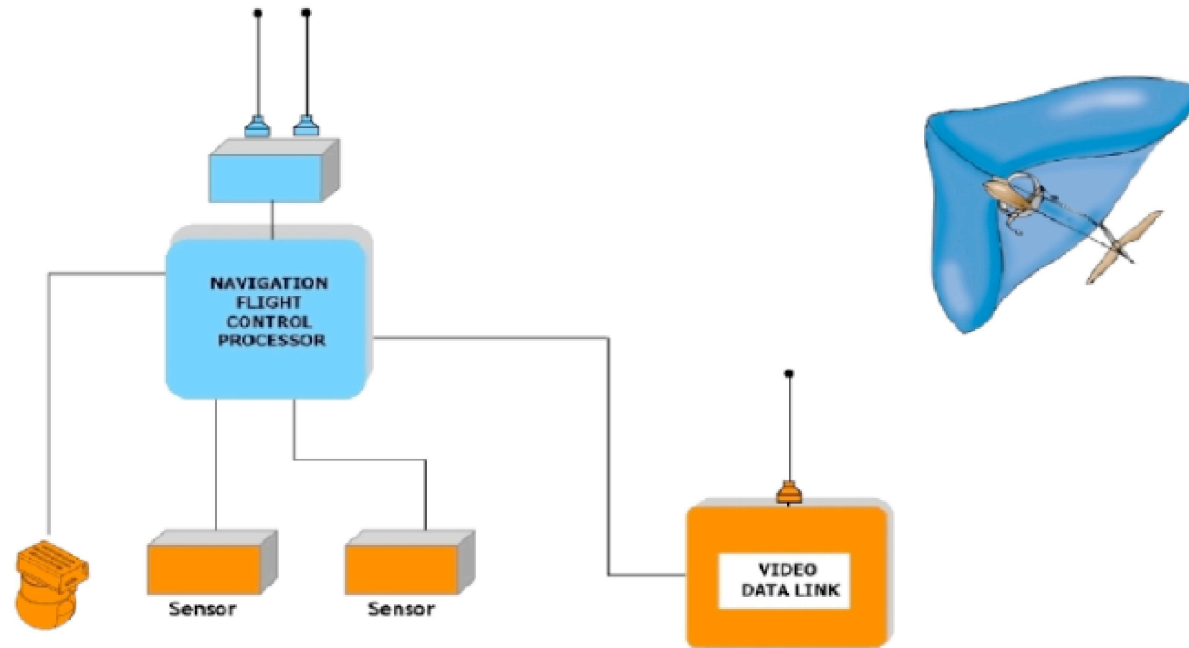 NAVIGATION
FLIGHT
CONTROL
PROCESSOR
VIDEO
DATA LINK
Sensor
Sensor